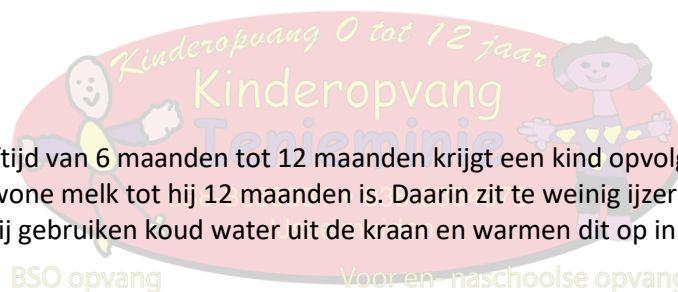 Kinderopvang 0 tot 12 jaar
Kinderopvang
Tenieminie
tijd van 6 maanden tot 12 maanden krijgt een kind opvolg
wone melk tot hij 12 maanden is. Daarin zit te weinig ijzer
ij gebruiken koud water uit de kraan en warmen dit op in
BSO opvang
Voor en- naschoolse opvang